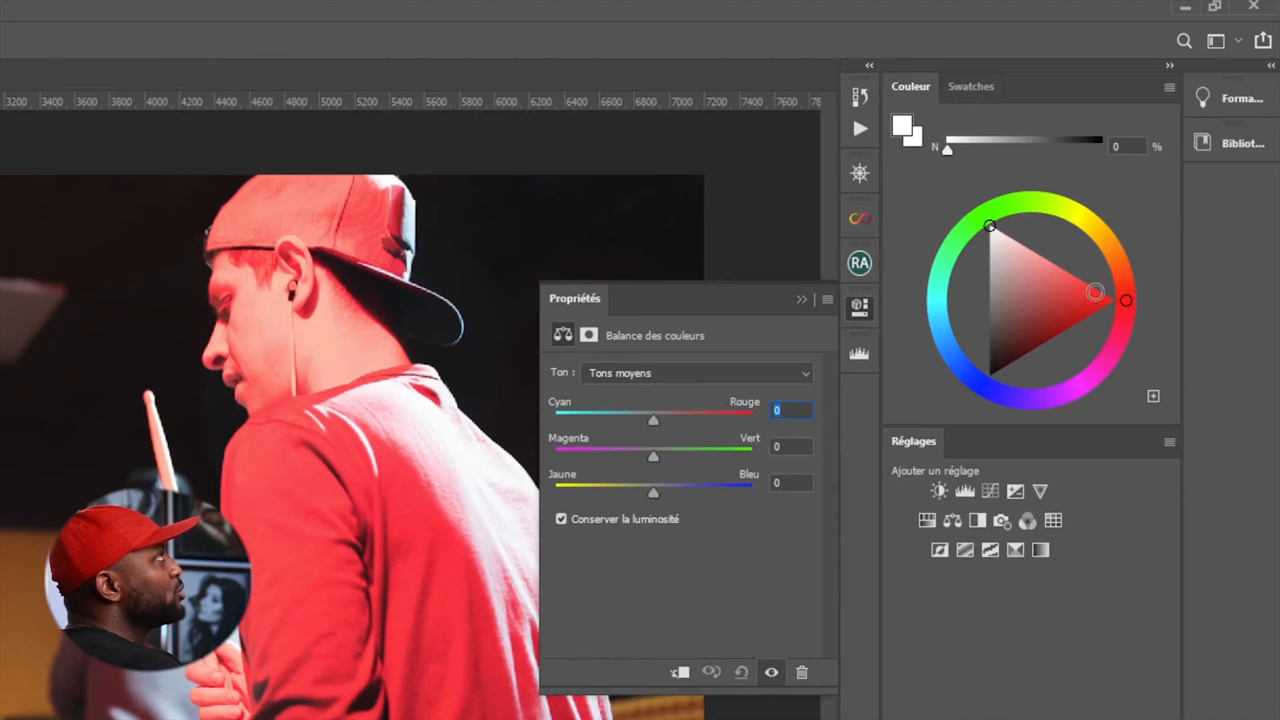 3200 3400 3600 3800 4000 4200 4400 4600 4800 5000 5200 5400 5600 5800 6000 6200 6400 6600 6800 7000 7200 7400 7600 78
Couleur Swatches
N 0 %
Forma...
Bibliot...
RA
Propriétés
Balance des couleurs
Ton : Tons moyens
Cyan Rouge 0
Magenta Vert 0
Jaune Bleu 0
Conserver la luminosité
Réglages
Ajouter un réglage